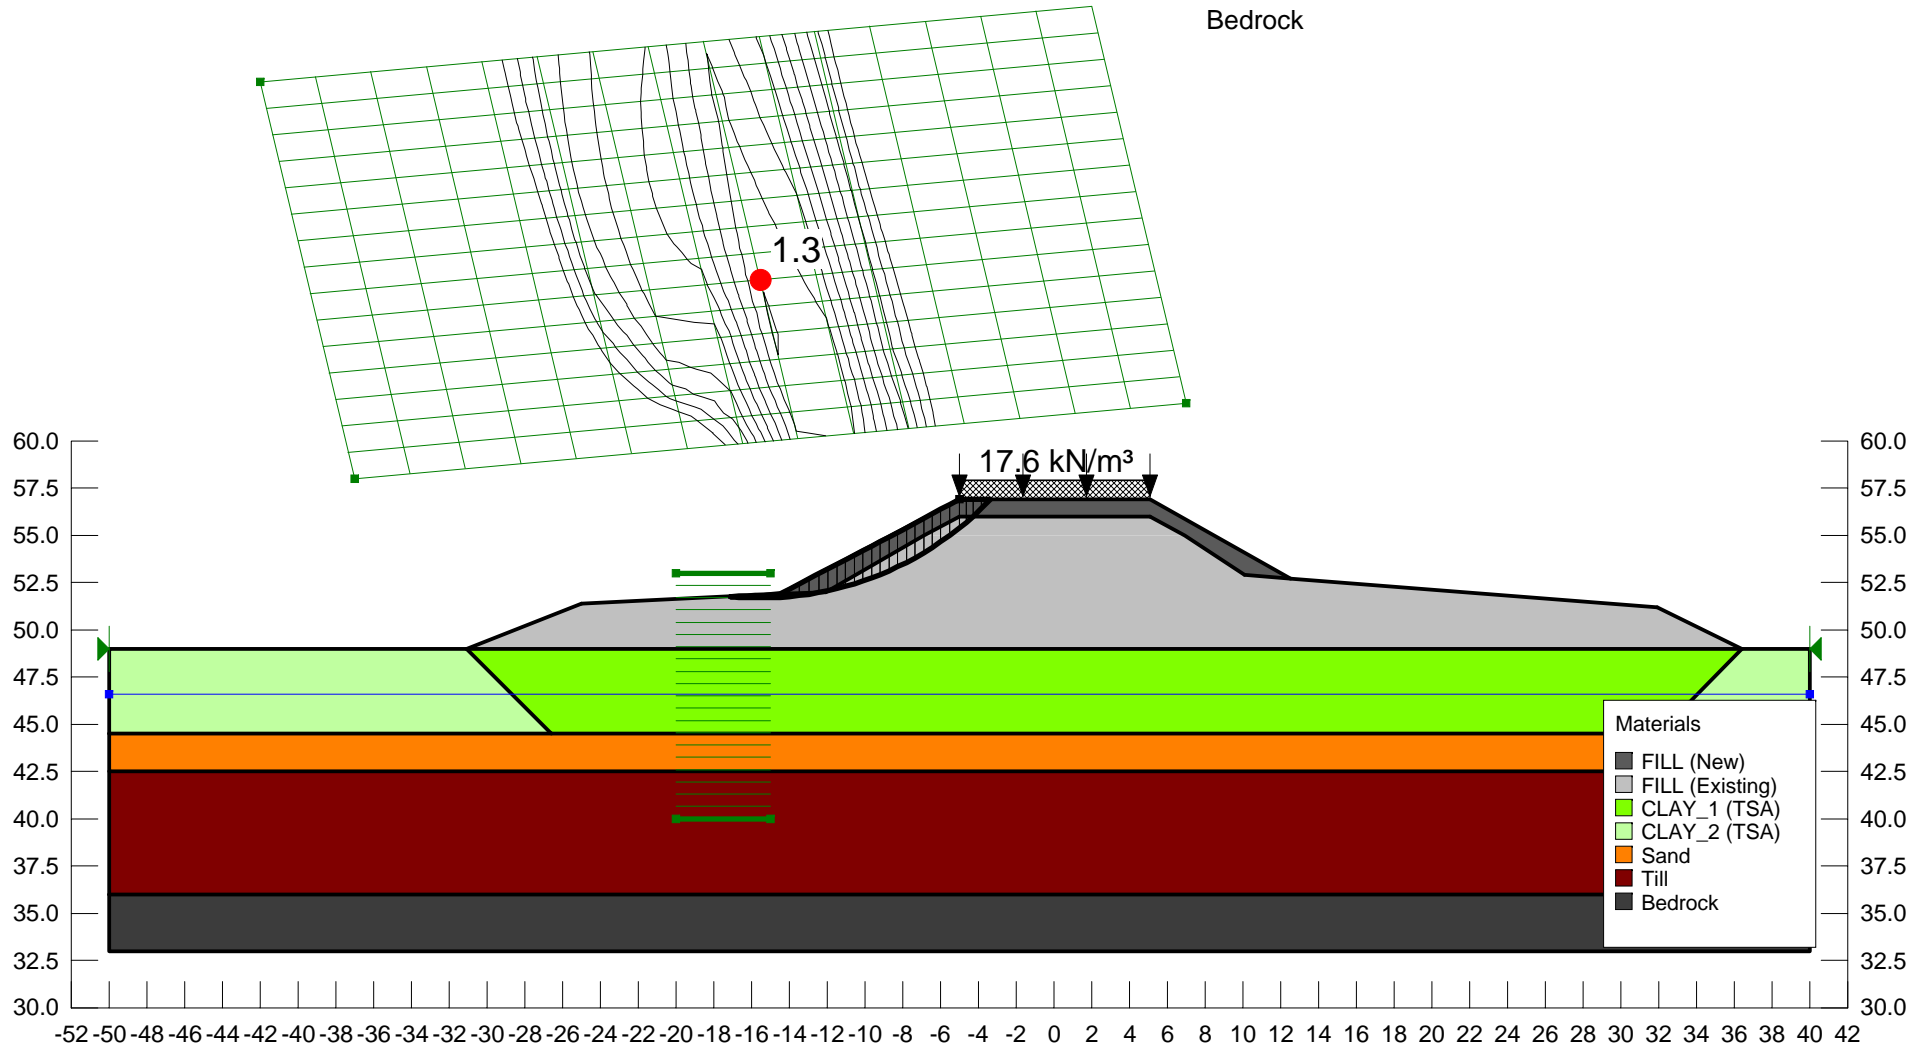 Bedrock
1.3
17.6 kN/m³
60.0 60.0
57.5 57.5
55.0 55.0
52.5 52.5
50.0 50.0
47.5 47.5
45.0 45.0
42.5 42.5
40.0 40.0
37.5 37.5
35.0 35.0
32.5 32.5
30.0 30.0
Materials
FILL (New)
FILL (Existing)
CLAY_1 (TSA)
CLAY_2 (TSA)
Sand
Till
Bedrock
-52 -50 -48 -46 -44 -42 -40 -38 -36 -34 -32 -30 -28 -26 -24 -22 -20 -18 -16 -14 -12 -10 -8 -6 -4 -2 0 2 4 6 8 10 12 14 16 18 20 22 24 26 28 30 32 34 36 38 40 42